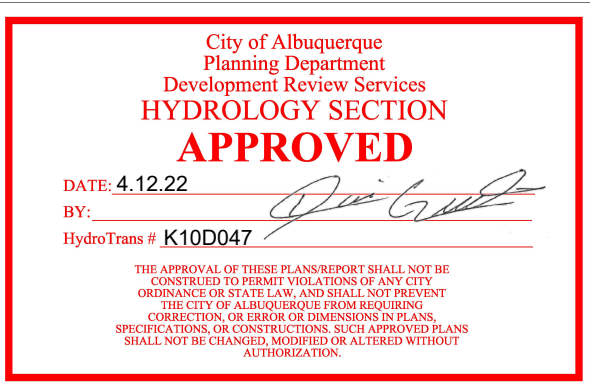 City of Albuquerque
Planning Department
Development Review Services
HYDROLOGY SECTION
APPROVED
DATE: 4.12.22
BY:
HydroTrans # K10D047
THE APPROVAL OF THESE PLANS/REPORT SHALL NOT BE
CONSTRUED TO PERMIT VIOLATIONS OF ANY CITY
ORDINANCE OR STATE LAW, AND SHALL NOT PREVENT
THE CITY OF ALBUQUERQUE FROM REQUIRING
CORRECTION, OR ERROR OR DIMENSIONS IN PLANS,
SPECIFICATIONS, OR CONSTRUCTIONS. SUCH APPROVED PLANS
SHALL NOT BE CHANGED, MODIFIED OR ALTERED WITHOUT
AUTHORIZATION.